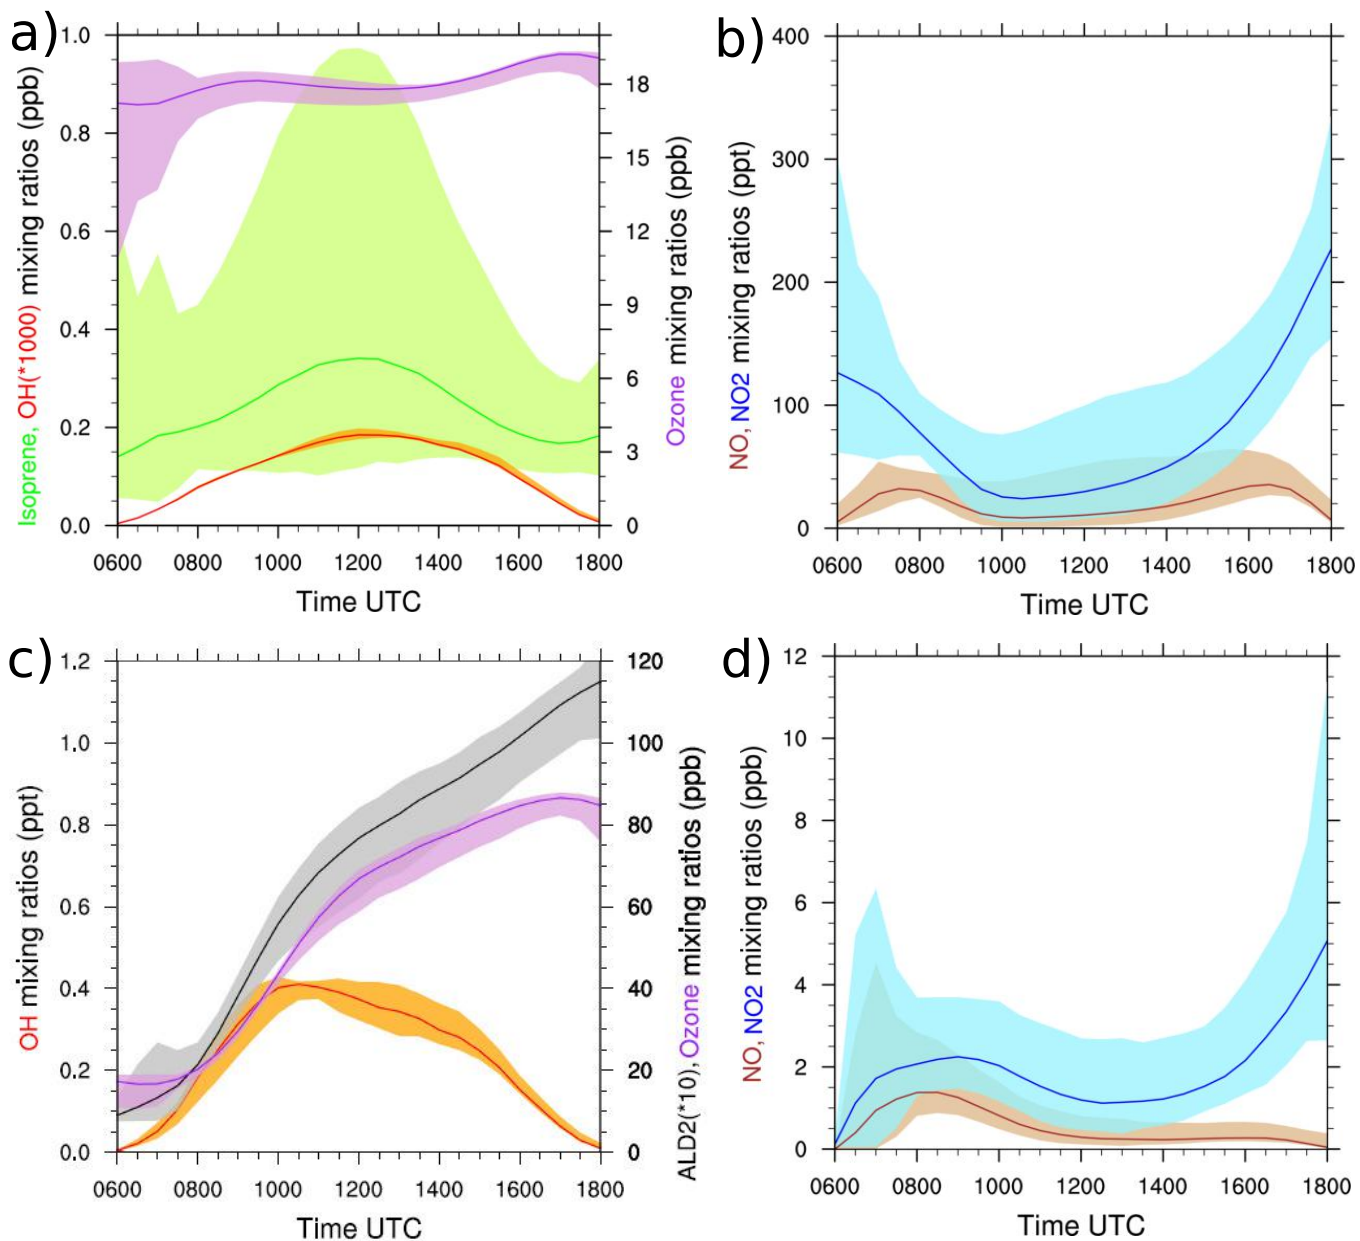 a)
Isoprene, OH(*1000) mixing ratios (ppb)
1.0
0.8
0.6
0.4
0.2
0.0
18
15
12
9
6
3
0
Ozone mixing ratios (ppb)
0600 0800 1000 1200 1400 1600 1800
Time UTC
b)
NO, NO2 mixing ratios (ppt)
400
300
200
100
0
0600 0800 1000 1200 1400 1600 1800
Time UTC
c)
OH mixing ratios (ppt)
1.2
1.0
0.8
0.6
0.4
0.2
0.0
120
100
80
60
40
20
0
ALD2(*10), Ozone mixing ratios (ppb)
0600 0800 1000 1200 1400 1600 1800
Time UTC
d)
NO, NO2 mixing ratios (ppb)
12
10
8
6
4
2
0
0600 0800 1000 1200 1400 1600 1800
Time UTC